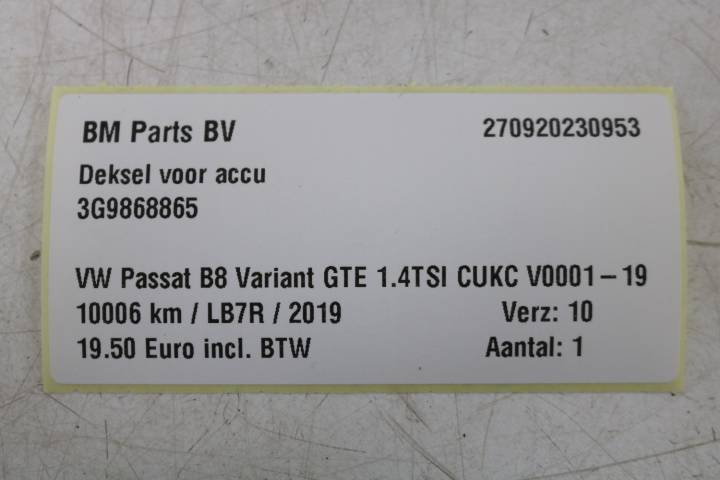 BM Parts BV 270920230953
Deksel voor accu
3G9868865
VW Passat B8 Variant GTE 1.4TSI CUKC V0001-19
10006 km / LB7R / 2019 Verz: 10
19.50 Euro incl. BTW Aantal: 1